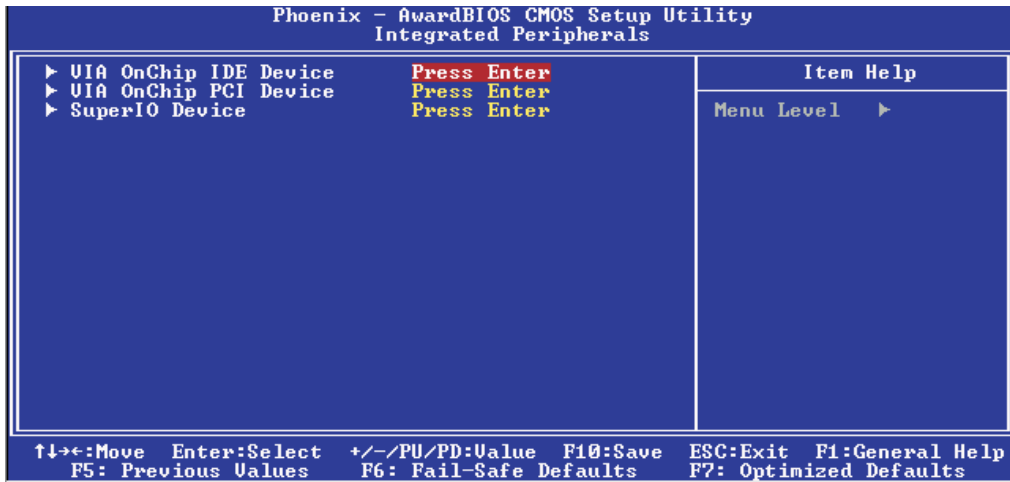 Phoenix - AwardBIOS CMOS Setup Utility
Integrated Peripherals
▶ VIA OnChip IDE Device Press Enter
▶ VIA OnChip PCI Device Press Enter
▶ SuperIO Device Press Enter
Item Help
Menu Level ▶
↑↓→←:Move Enter:Select +/-/PU/PD:Value F10:Save ESC:Exit F1:General Help
F5: Previous Values F6: Fail-Safe Defaults F7: Optimized Defaults